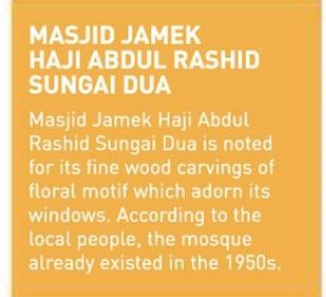 MASJID JAMEK
HAJI ABDUL RASHID
SUNGAI DUA
Masjid Jamek Haji Abdul
Rashid Sungai Dua is noted
for its fine wood carvings of
floral motif which adorn its
windows. According to the
local people, the mosque
already existed in the 1950s.